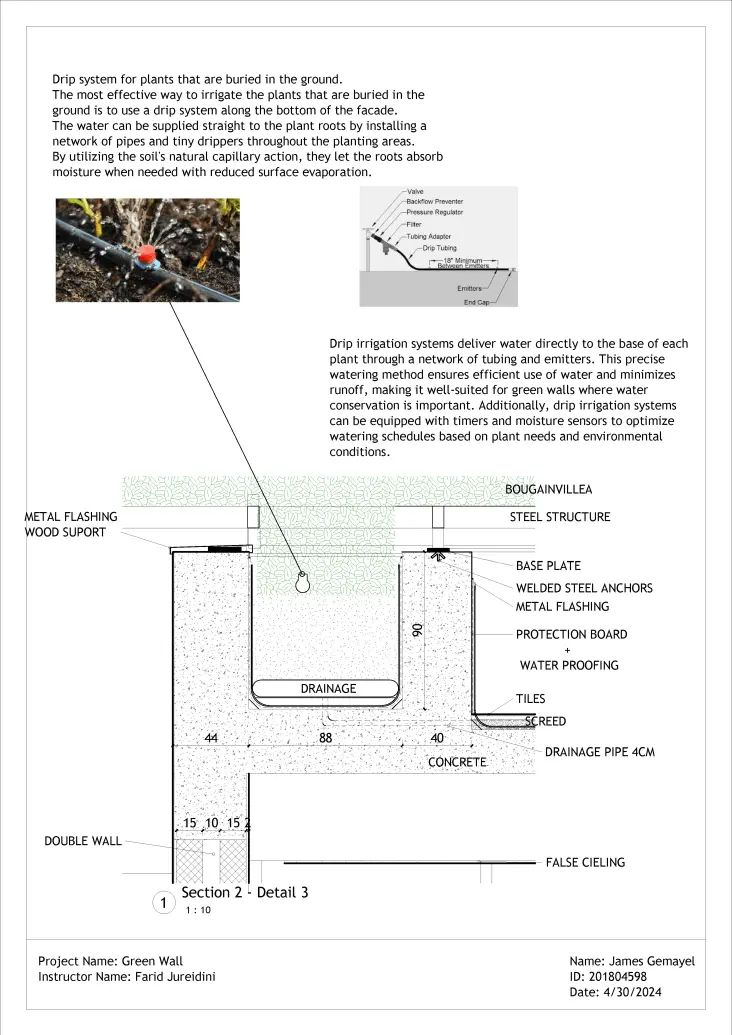 Drip system for plants that are buried in the ground.
The most effective way to irrigate the plants that are buried in the
ground is to use a drip system along the bottom of the facade.
The water can be supplied straight to the plant roots by installing a
network of pipes and tiny drippers throughout the planting areas.
By utilizing the soil's natural capillary action, they let the roots absorb
moisture when needed with reduced surface evaporation.
Valve
Backflow Preventer
Pressure Regulator
Filter
Tubing Adapter
Drip Tubing
18" Minimum
Between Emitters
Emitters
End Cap
Drip irrigation systems deliver water directly to the base of each
plant through a network of tubing and emitters. This precise
watering method ensures efficient use of water and minimizes
runoff, making it well-suited for green walls where water
conservation is important. Additionally, drip irrigation systems
can be equipped with timers and moisture sensors to optimize
watering schedules based on plant needs and environmental
conditions.
BOUGAINVILLEA
METAL FLASHING
STEEL STRUCTURE
WOOD SUPORT
BASE PLATE
WELDED STEEL ANCHORS
METAL FLASHING
90
PROTECTION BOARD
+
WATER PROOFING
DRAINAGE
TILES
SCREED
44 88 40
DRAINAGE PIPE 4CM
CONCRETE
15 10 15 2
DOUBLE WALL
FALSE CIELING
1 Section 2 - Detail 3
1 : 10
Project Name: Green Wall
Instructor Name: Farid Jureidini
Name: James Gemayel
ID: 201804598
Date: 4/30/2024